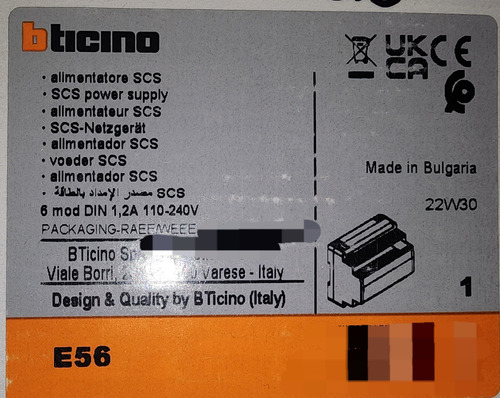 bticino
UK
CA
CE
• alimentatore SCS
• SCS power supply
• alimentateur SCS
• SCS-Netzgerät
• alimentador SCS
• voeder SCS
• alimentador SCS
• مصدر الإمداد بالطاقة SCS
6 mod DIN 1,2A 110-240V
PACKAGING-RAEE/WEEE
Made in Bulgaria
22W30
BTicino
Viale Borri, Varese - Italy
Design & Quality by BTicino (Italy)
1
E56